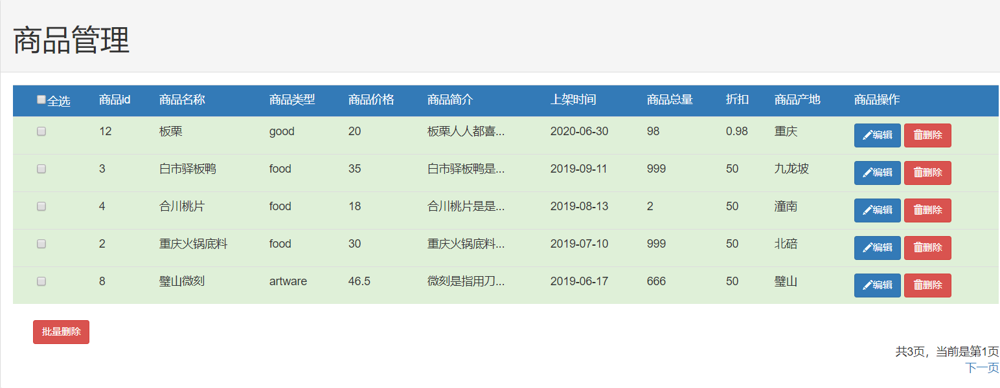 商品管理
全选 商品id 商品名称 商品类型 商品价格 商品简介 上架时间 商品总量 折扣 商品产地 商品操作
12 板栗 good 20 板栗人人都喜... 2020-06-30 98 0.98 重庆 编辑 删除
3 白市驿板鸭 food 35 白市驿板鸭是... 2019-09-11 999 50 九龙坡 编辑 删除
4 合川桃片 food 18 合川桃片是是... 2019-08-13 2 50 潼南 编辑 删除
2 重庆火锅底料 food 30 重庆火锅底料... 2019-07-10 999 50 北碚 编辑 删除
8 璧山微刻 artware 46.5 微刻是指用刀... 2019-06-17 666 50 璧山 编辑 删除
批量删除
共3页，当前是第1页
下一页